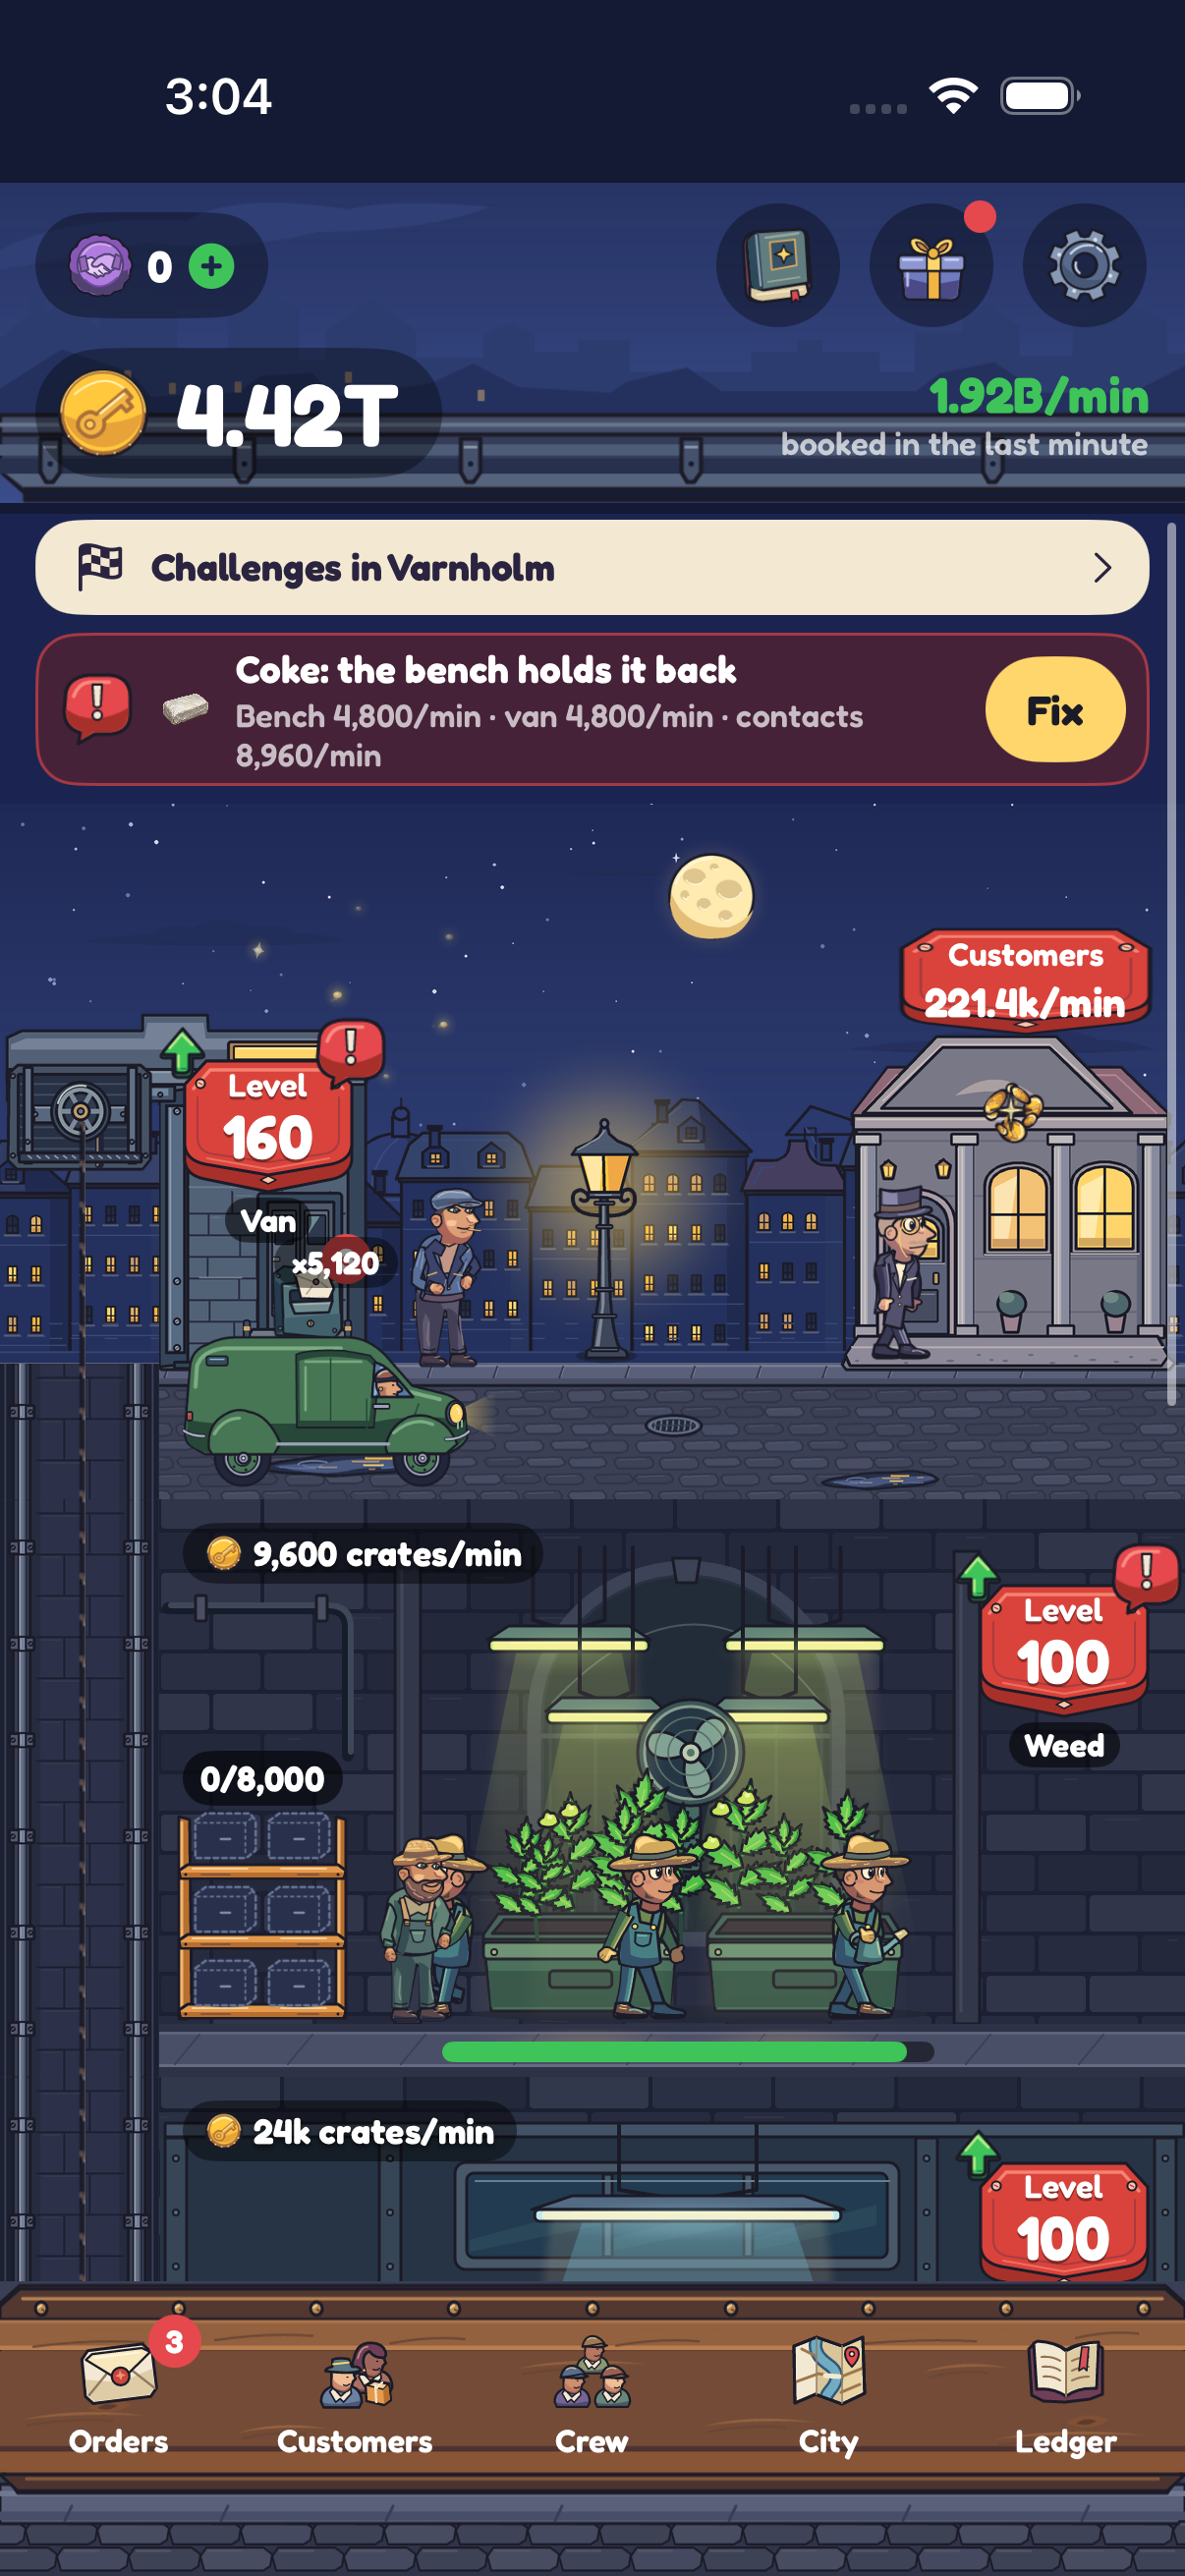 3:04
0
4.42T
1.92B/min
booked in the last minute
Challenges in Varnholm
Coke: the bench holds it back
Bench 4,800/min · van 4,800/min · contacts
8,960/min
Fix
Customers
221.4k/min
Level
160
Van
×5,120
9,600 crates/min
Level
100
Weed
0/8,000
24k crates/min
Level
100
3
Orders
Customers
Crew
City
Ledger